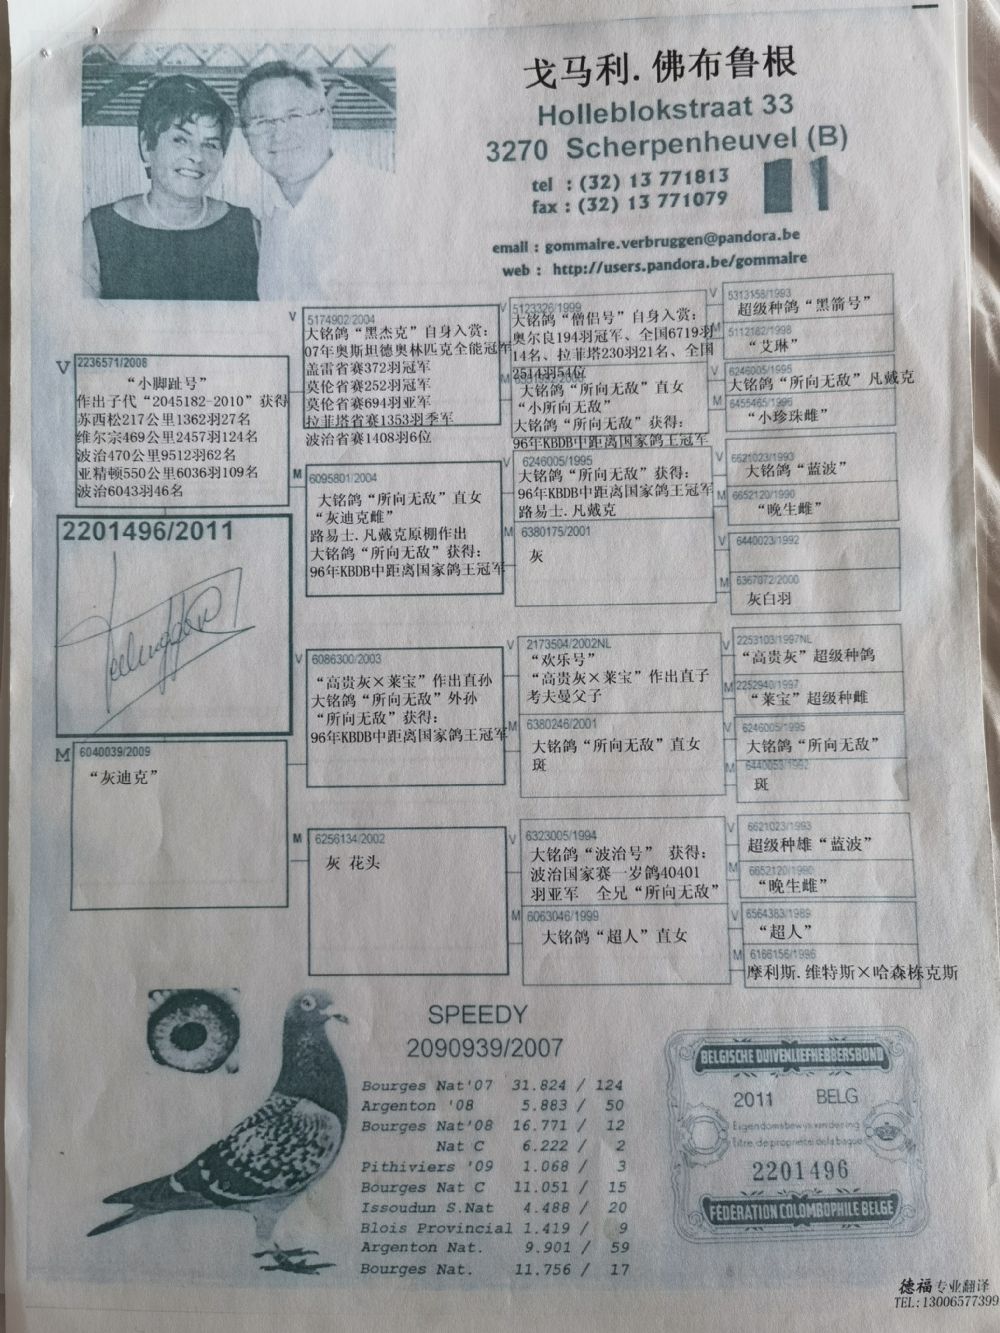 戈马利.佛布鲁根
Holleblokstraat 33
3270 Scherpenheuvel (B)
tel : (32) 13 771813
fax : (32) 13 771079
email : gommaire.verbruggen@pandora.be
web : http://users.pandora.be/gommaire
V
2236571/2008
“小脚趾号”
作出子代“2045182-2010”获得
苏西松217公里1362羽27名
维尔宗469公里2457羽124名
波治470公里9512羽62名
亚精顿550公里6036羽109名
波治6043羽46名
2201496/2011
M
6040039/2009
“灰迪克”
V
5174902/2004
大铭鸽“黑杰克”自身入赏:
07年奥斯坦德奥林匹克全能冠军
盖雷省赛372羽冠军
莫伦省赛252羽冠军
莫伦省赛694羽亚军
拉菲塔省赛1353羽季军
波治省赛1408羽6位
M
6095801/2004
大铭鸽“所向无敌”直女
“灰迪克雌”
路易士.凡戴克原棚作出
大铭鸽“所向无敌”获得:
96年KBDB中距离国家鸽王冠军
V
6086300/2003
“高贵灰×莱宝”作出直孙
大铭鸽“所向无敌”外孙
“所向无敌”获得:
96年KBDB中距离国家鸽王冠军
M
6256134/2002
灰 花头
V
5123326/1999
大铭鸽“僧侣号”自身入赏:
奥尔良194羽冠军、全国6719羽
14名、拉菲塔230羽21名、全国
2514羽54位
M
大铭鸽“所向无敌”直女
“小所向无敌”
大铭鸽“所向无敌”获得:
96年KBDB中距离国家鸽王冠军
V
6246005/1995
大铭鸽“所向无敌”获得:
96年KBDB中距离国家鸽王冠军
路易士.凡戴克
M
6380175/2001
灰
V
2173504/2002NL
“欢乐号”
“高贵灰×莱宝”作出直子
考夫曼父子
M
6380246/2001
大铭鸽“所向无敌”直女
斑
V
6323005/1994
大铭鸽“波治号” 获得:
波治国家赛一岁鸽40401
羽亚军 全兄“所向无敌”
M
6063046/1999
大铭鸽“超人”直女
V
5313158/1993
超级种鸽“黑箭号”
M
5112182/1998
“艾琳”
V
6246005/1995
大铭鸽“所向无敌”凡戴克
M
6455465/1996
“小珍珠雌”
V
6621023/1993
大铭鸽“蓝波”
M
6652120/1990
“晚生雌”
V
6440023/1992
M
6367072/2000
灰白羽
V
2253103/1997NL
“高贵灰”超级种鸽
M
2252940/1997
“莱宝”超级种雌
V
6246005/1995
大铭鸽“所向无敌”
M
6440053/1992
斑
V
6621023/1993
超级种雄“蓝波”
M
6652120/1990
“晚生雌”
V
6564383/1989
“超人”
M
6166156/1996
摩利斯.维特斯×哈森栋克斯
SPEEDY
2090939/2007
Bourges Nat'07 31.824 / 124
Argenton '08 5.883 / 50
Bourges Nat'08 16.771 / 12
Nat C 6.222 / 2
Pithiviers '09 1.068 / 3
Bourges Nat C 11.051 / 15
Issoudun S.Nat 4.488 / 20
Blois Provincial 1.419 / 9
Argenton Nat. 9.901 / 59
Bourges Nat. 11.756 / 17
BELGISCHE DUIVENLIEFHEBBERSBOND
2011 BELG
Eigendomsbewijs van den ring
Titre de propriété de la bague
2201496
FÉDÉRATION COLOMBOPHILE BELGE
德福专业翻译
TEL:13006577399